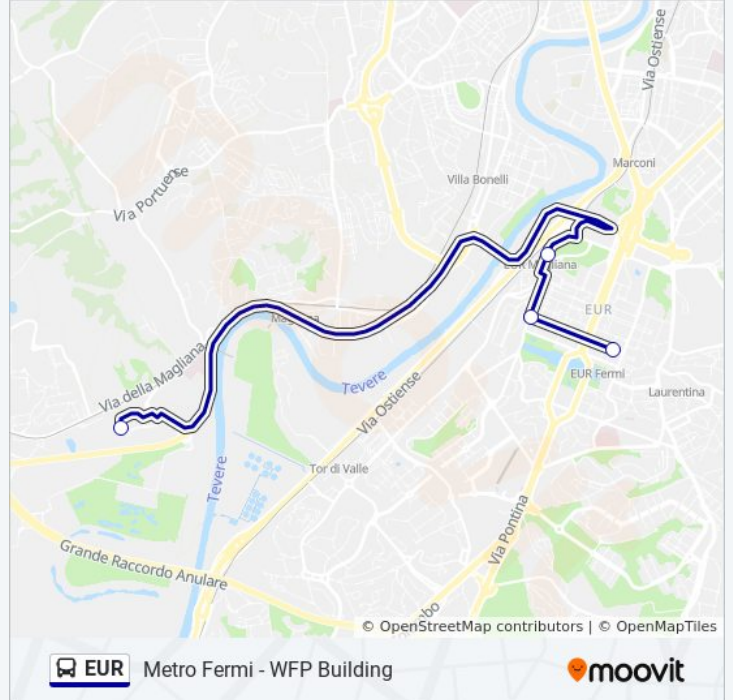 Via Ostiense
Marconi
Villa Bonelli
Via Portuense
EUR Magliana
EUR
Magliana
Via della Magliana
Tevere
EUR Fermi
Laurentina
Via Ostiense
Tor di Valle
Tevere
Via Pontina
Grande Raccordo Anulare
© OpenStreetMap contributors | © OpenMapTiles
EUR Metro Fermi - WFP Building
moovit